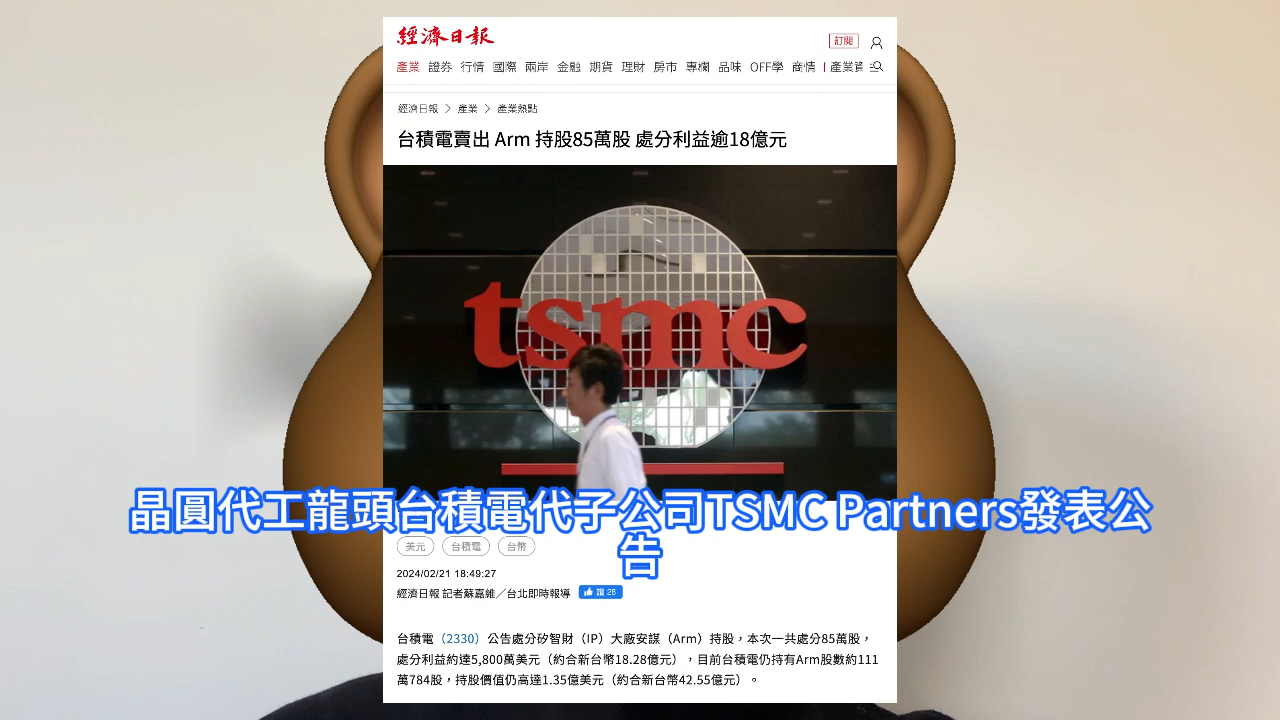 經濟日報
訂閱
產業 證券 行情 國際 兩岸 金融 期貨 理財 房市 專欄 品味 OFF學 商情 產業資
經濟日報 > 產業 > 產業熱點
台積電賣出 Arm 持股85萬股 處分利益逾18億元
tsmc
晶圓代工龍頭台積電代子公司TSMC Partners發表公
告
美元 台積電 台幣
2024/02/21 18:49:27
經濟日報 記者蘇嘉維／台北即時報導 讚 28
台積電（2330）公告處分矽智財（IP）大廠安謀（Arm）持股，本次一共處分85萬股，
處分利益約達5,800萬美元（約合新台幣18.28億元），目前台積電仍持有Arm股數約111
萬784股，持股價值仍高達1.35億美元（約合新台幣42.55億元）。